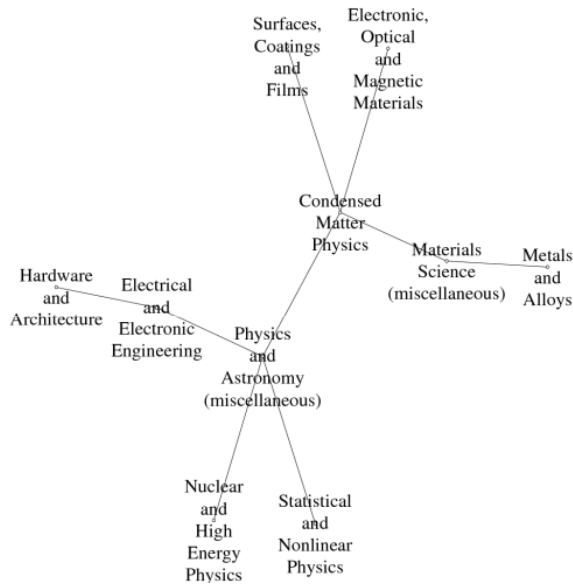 Surfaces,
Coatings
and
Films
Electronic,
Optical
and
Magnetic
Materials
Condensed
Matter
Physics
Materials
Science
(miscellaneous)
Metals
and
Alloys
Hardware
and
Architecture
Electrical
and
Electronic
Engineering
Physics
and
Astronomy
(miscellaneous)
Nuclear
and
High
Energy
Physics
Statistical
and
Nonlinear
Physics